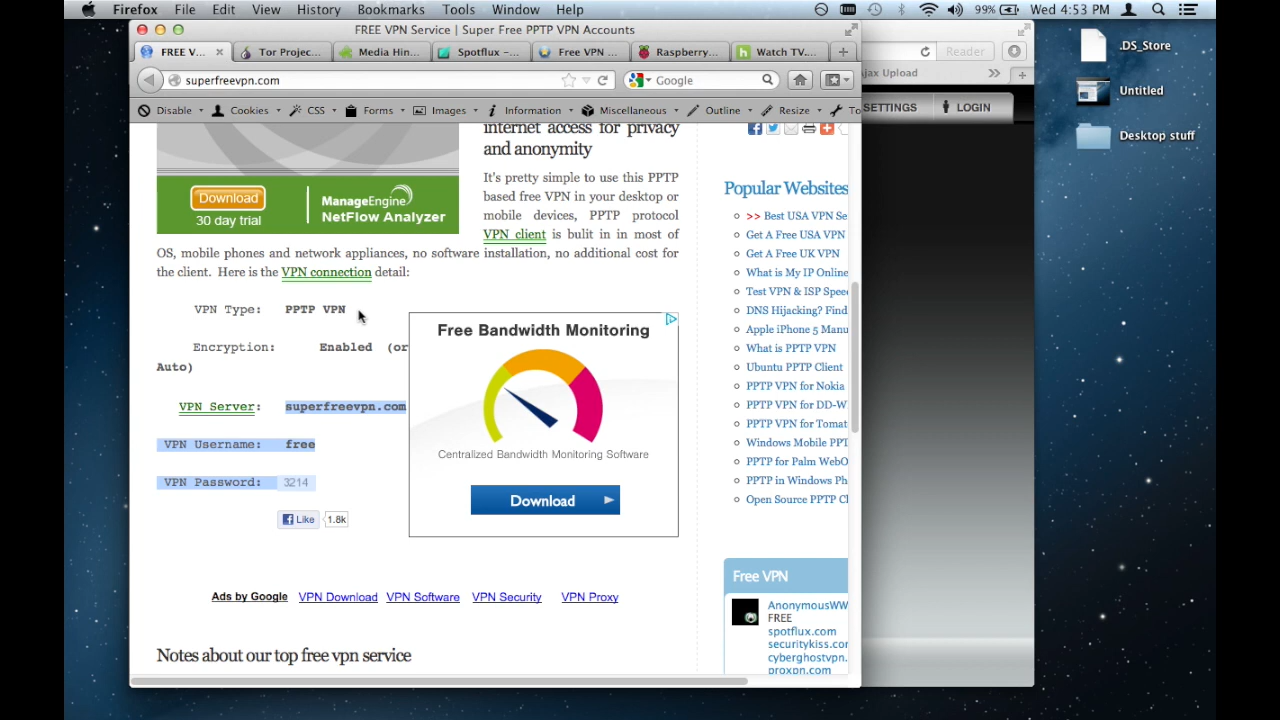 Firefox File Edit View History Bookmarks Tools Window Help 99% Wed 4:53 PM
FREE VPN Service | Super Free PPTP VPN Accounts
FREE V... Tor Projec... Media Hin... Spotflux -... Free VPN ... Raspberry... Watch TV....
superfreevpn.com Google Reader
Disable Cookies CSS Forms Images Information Miscellaneous Outline Resize To
ajax Upload
SETTINGS LOGIN
.DS_Store
Untitled
Desktop stuff
internet access for privacy
and anonymity
It's pretty simple to use this PPTP
based free VPN in your desktop or
mobile devices, PPTP protocol
VPN client is bulit in in most of
OS, mobile phones and network appliances, no software installation, no additional cost for
the client. Here is the VPN connection detail:
Download
30 day trial
ManageEngine
NetFlow Analyzer
VPN Type: PPTP VPN
Encryption: Enabled (or
Auto)
VPN Server: superfreevpn.com
VPN Username: free
VPN Password: 3214
Like 1.8k
Free Bandwidth Monitoring
Centralized Bandwidth Monitoring Software
Download
Ads by Google VPN Download VPN Software VPN Security VPN Proxy
Notes about our top free vpn service
Popular Websites
>> Best USA VPN Se
Get A Free USA VPN
Get A Free UK VPN
What is My IP Online
Test VPN & ISP Spee
DNS Hijacking? Find
Apple iPhone 5 Manu
What is PPTP VPN
Ubuntu PPTP Client
PPTP VPN for Nokia
PPTP VPN for DD-W
PPTP VPN for Tomat
Windows Mobile PPT
PPTP for Palm WebO
PPTP in Windows Ph
Open Source PPTP Cl
Free VPN
AnonymousWW
FREE
spotflux.com
securitykiss.con
cyberghostvpn.
proxpn.com